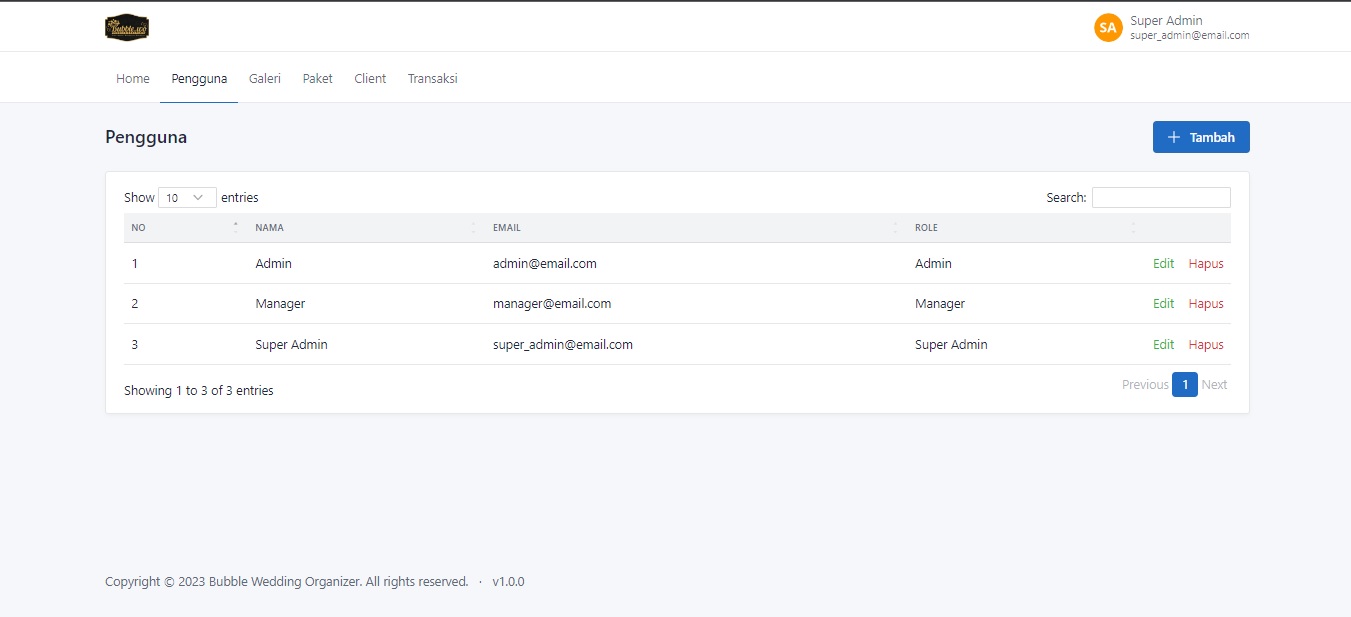 Bubble.wo
Super Admin
SA
super_admin@email.com
Home Pengguna Galeri Paket Client Transaksi
Pengguna
+ Tambah
Show 10 entries Search:
NO NAMA EMAIL ROLE
1 Admin admin@email.com Admin Edit Hapus
2 Manager manager@email.com Manager Edit Hapus
3 Super Admin super_admin@email.com Super Admin Edit Hapus
Showing 1 to 3 of 3 entries Previous 1 Next
Copyright © 2023 Bubble Wedding Organizer. All rights reserved. · v1.0.0